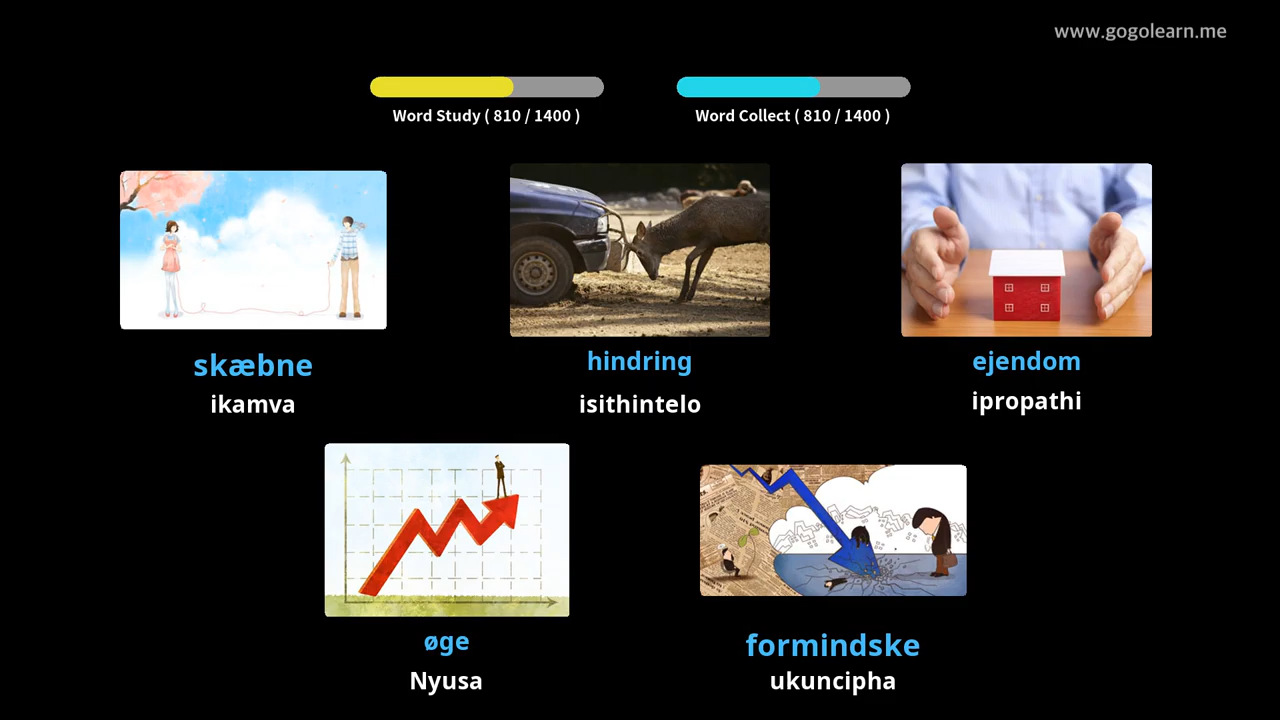 www.gogolearn.me
Word Study ( 810 / 1400 )
Word Collect ( 810 / 1400 )
skæbne
ikamva
hindring
isithintelo
ejendom
ipropathi
øge
Nyusa
formindske
ukuncipha